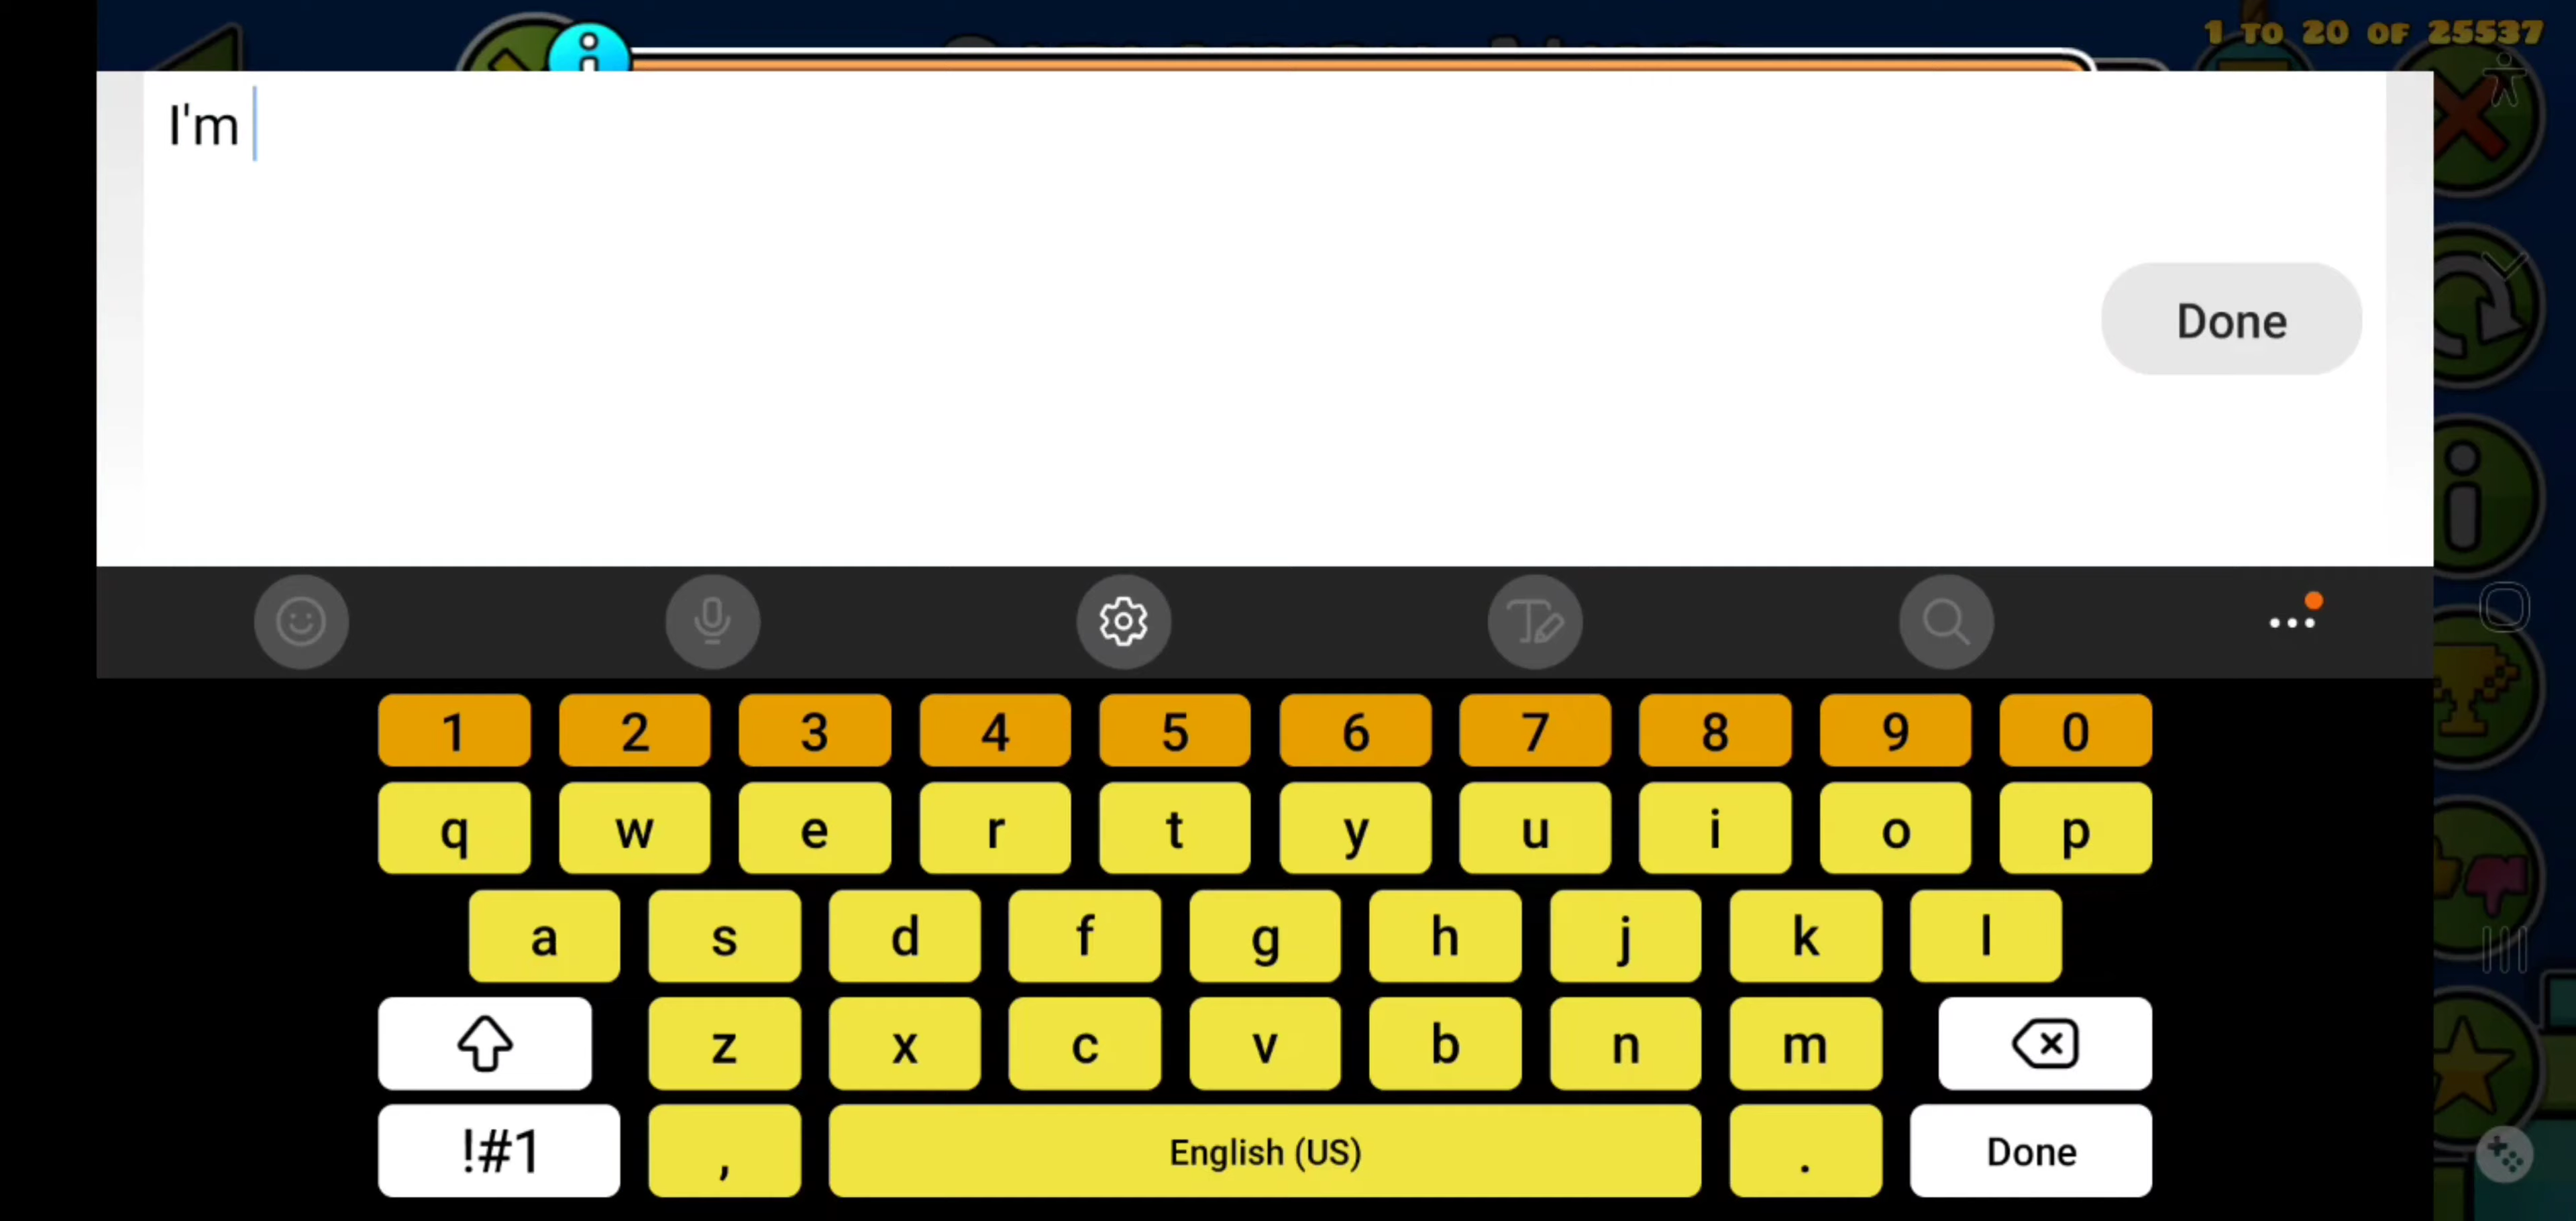 1 TO 20 OF 25537
I'm
Done
1 2 3 4 5 6 7 8 9 0
q w e r t y u i o p
a s d f g h j k l
z x c v b n m
!#1 , English (US) . Done